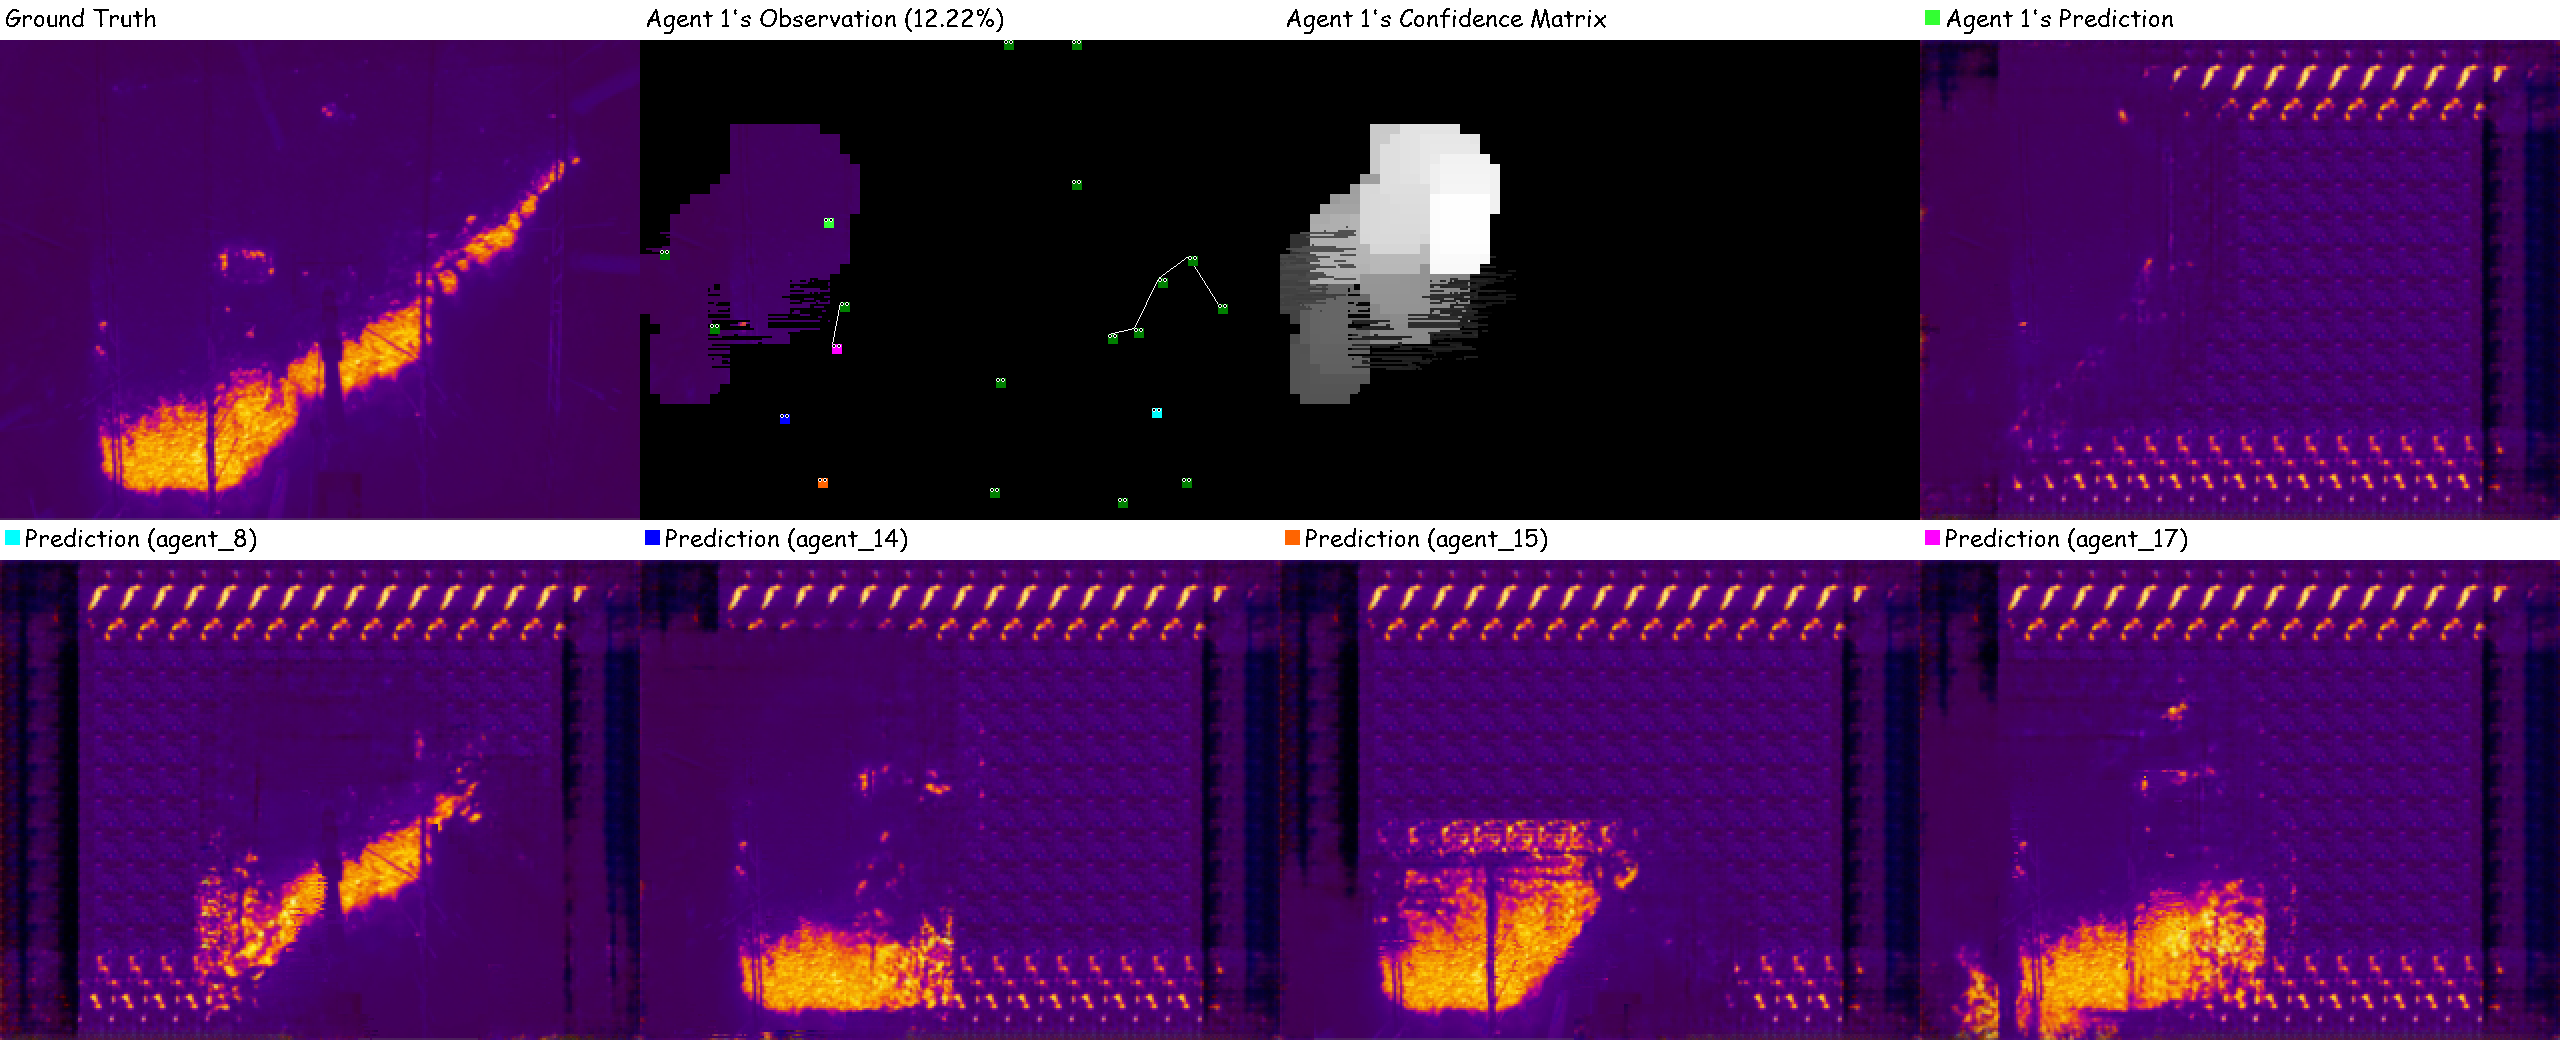 Ground Truth
Agent 1's Observation (12.22%)
Agent 1's Confidence Matrix
Agent 1's Prediction
Prediction (agent_8)
Prediction (agent_14)
Prediction (agent_15)
Prediction (agent_17)